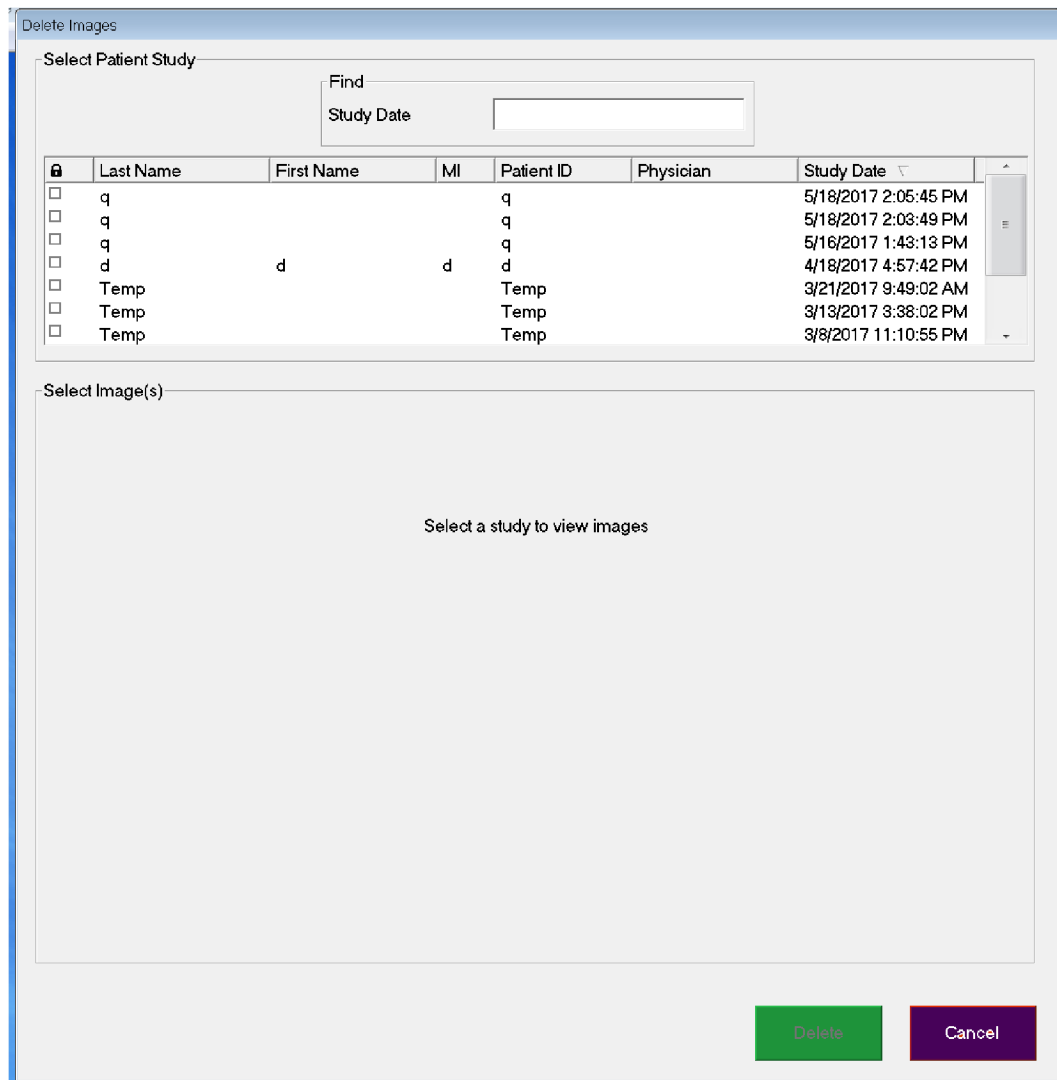 Delete Images
Select Patient Study
Find
Study Date
Last Name First Name MI Patient ID Physician Study Date
q q 5/18/2017 2:05:45 PM
q q 5/18/2017 2:03:49 PM
q q 5/16/2017 1:43:13 PM
d d d d 4/18/2017 4:57:42 PM
Temp Temp 3/21/2017 9:49:02 AM
Temp Temp 3/13/2017 3:38:02 PM
Temp Temp 3/8/2017 11:10:55 PM
Select Image(s)
Select a study to view images
Delete Cancel